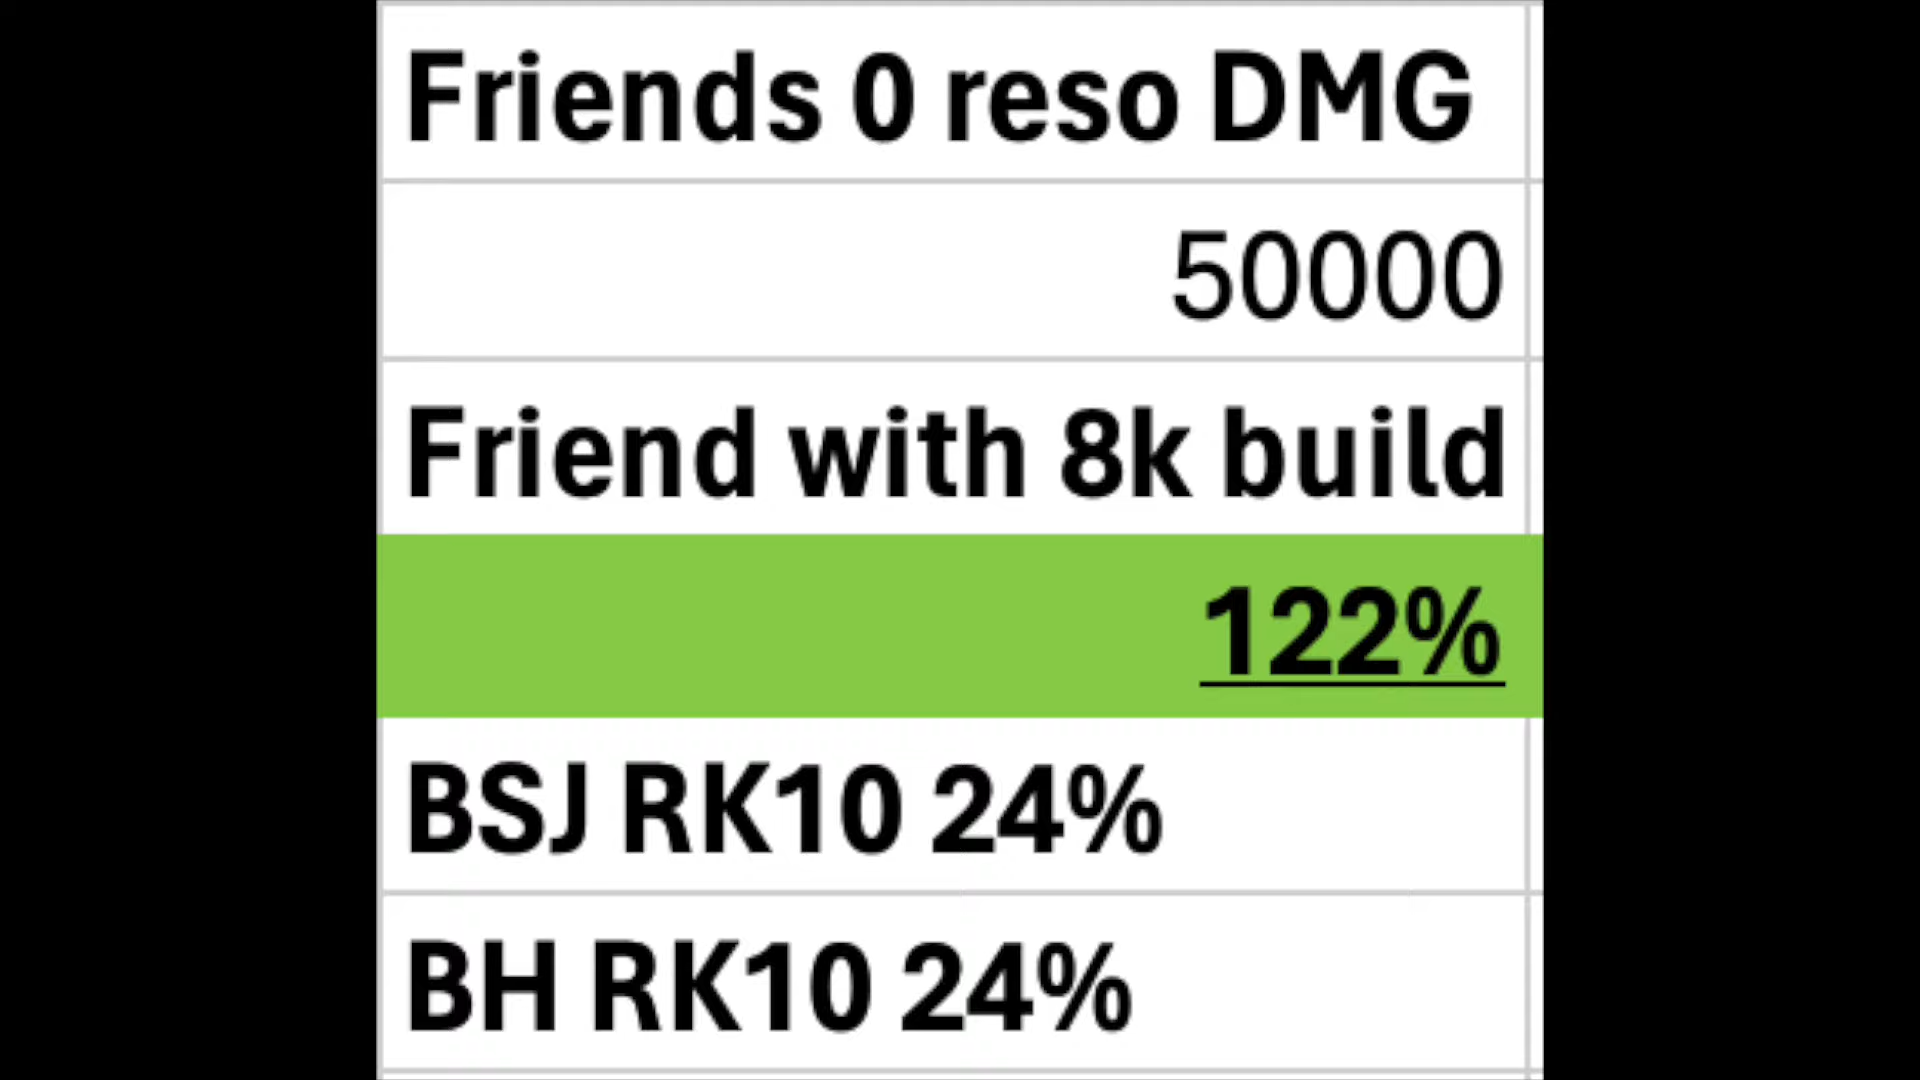 Friends 0 reso DMG
50000
Friend with 8k build
122%
BSJ RK10 24%
BH RK10 24%